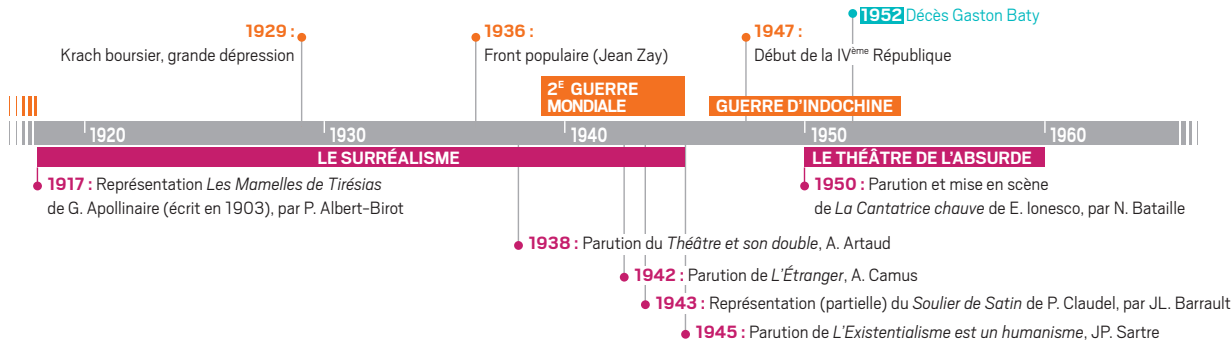 1952 Décès Gaston Baty
1929 :
Krach boursier, grande dépression
1936 :
Front populaire (Jean Zay)
1947 :
Début de la IVème République
2E GUERRE
MONDIALE
GUERRE D'INDOCHINE
1920 1930 1940 1950 1960
LE SURRÉALISME
LE THÉÂTRE DE L'ABSURDE
1917 : Représentation Les Mamelles de Tirésias
de G. Apollinaire (écrit en 1903), par P. Albert-Birot
1950 : Parution et mise en scène
de La Cantatrice chauve de E. Ionesco, par N. Bataille
1938 : Parution du Théâtre et son double, A. Artaud
1942 : Parution de L'Étranger, A. Camus
1943 : Représentation (partielle) du Soulier de Satin de P. Claudel, par JL. Barrault
1945 : Parution de L'Existentialisme est un humanisme, JP. Sartre